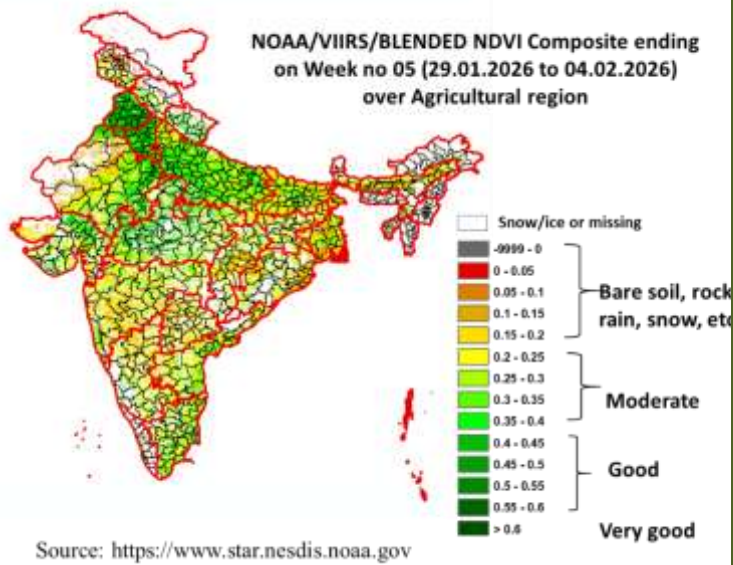 NOAA/VIIRS/BLENDED NDVI Composite ending
on Week no 05 (29.01.2026 to 04.02.2026)
over Agricultural region
Snow/ice or missing
-9999 - 0
0 - 0.05
0.05 - 0.1
0.1 - 0.15
0.15 - 0.2
Bare soil, rock
rain, snow, etc
0.2 - 0.25
0.25 - 0.3
0.3 - 0.35
0.35 - 0.4
Moderate
0.4 - 0.45
0.45 - 0.5
0.5 - 0.55
0.55 - 0.6
Good
> 0.6
Very good
Source: https://www.star.nesdis.noaa.gov